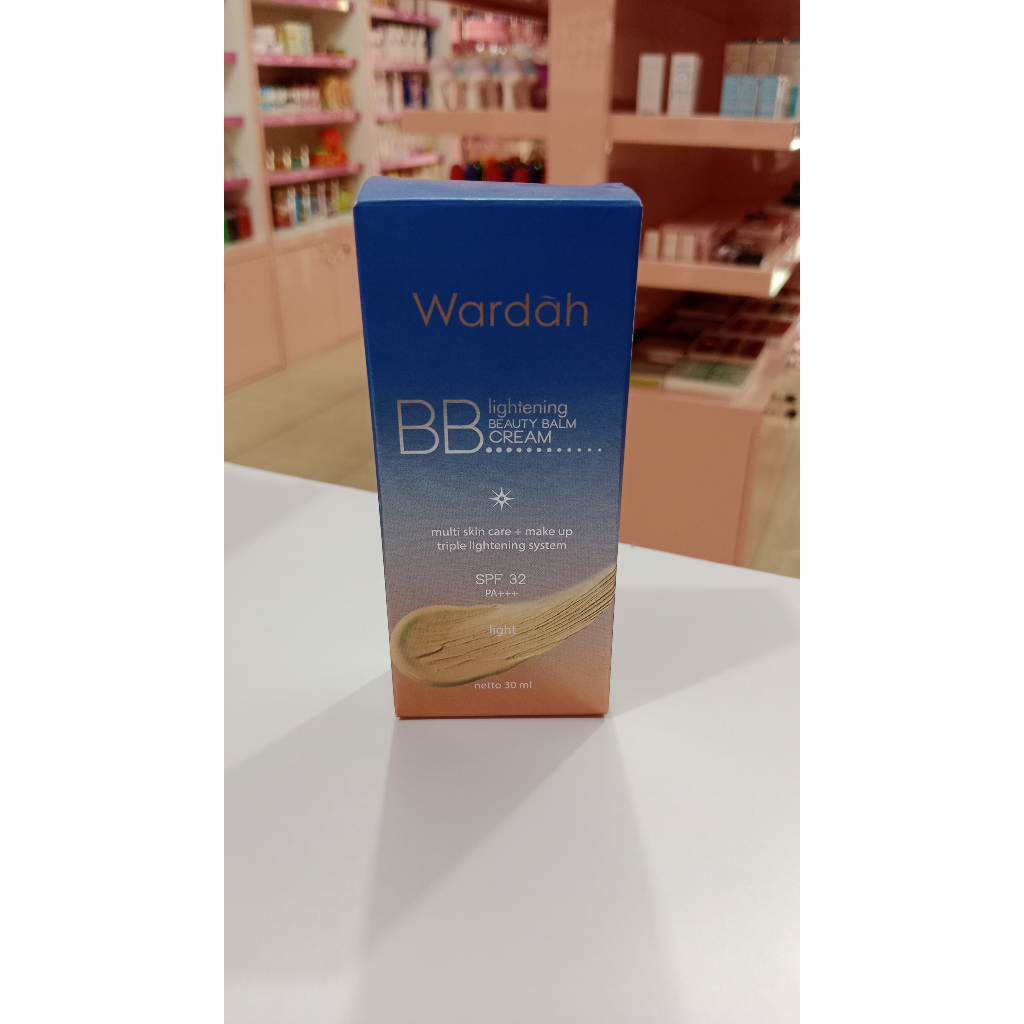 Wardàh
BB lightening
BEAUTY BALM
CREAM
multi skin care + make up
triple lightening system
SPF 32
PA+++
light
netto 30 ml